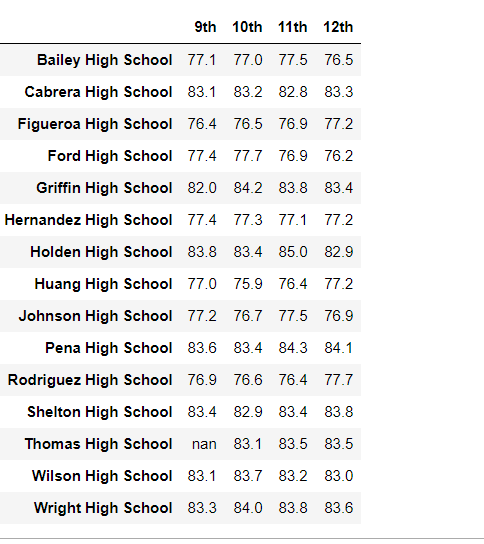 9th 10th 11th 12th
Bailey High School 77.1 77.0 77.5 76.5
Cabrera High School 83.1 83.2 82.8 83.3
Figueroa High School 76.4 76.5 76.9 77.2
Ford High School 77.4 77.7 76.9 76.2
Griffin High School 82.0 84.2 83.8 83.4
Hernandez High School 77.4 77.3 77.1 77.2
Holden High School 83.8 83.4 85.0 82.9
Huang High School 77.0 75.9 76.4 77.2
Johnson High School 77.2 76.7 77.5 76.9
Pena High School 83.6 83.4 84.3 84.1
Rodriguez High School 76.9 76.6 76.4 77.7
Shelton High School 83.4 82.9 83.4 83.8
Thomas High School nan 83.1 83.5 83.5
Wilson High School 83.1 83.7 83.2 83.0
Wright High School 83.3 84.0 83.8 83.6